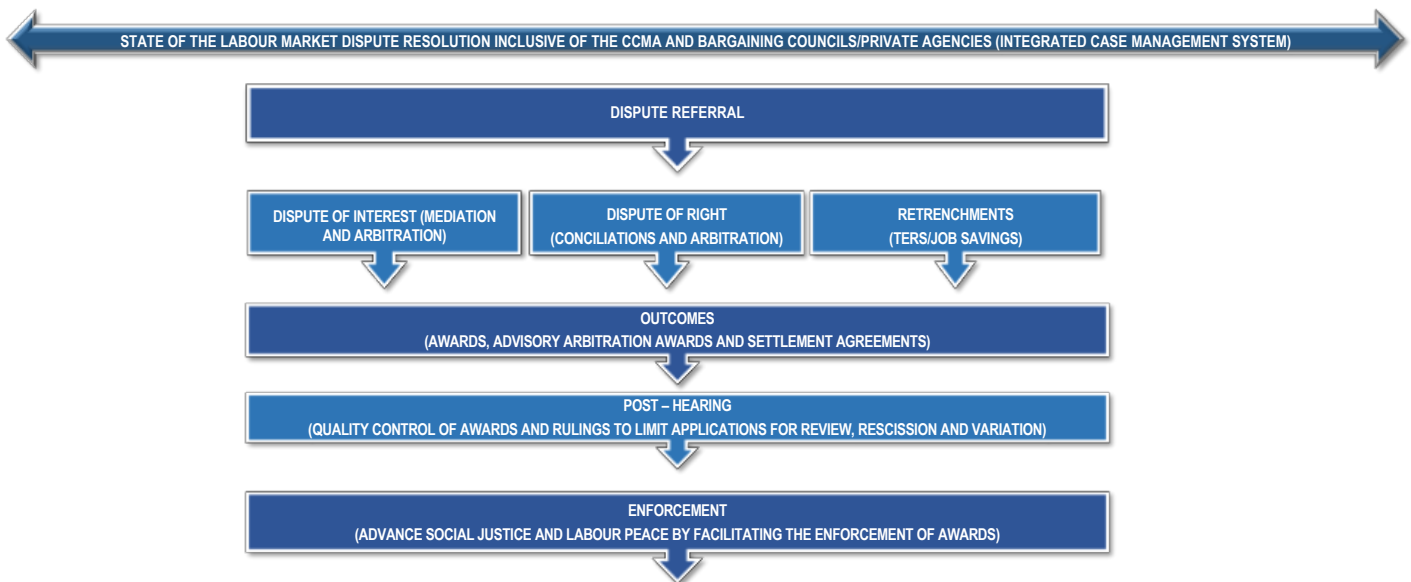 STATE OF THE LABOUR MARKET DISPUTE RESOLUTION INCLUSIVE OF THE CCMA AND BARGAINING COUNCILS/PRIVATE AGENCIES (INTEGRATED CASE MANAGEMENT SYSTEM)
DISPUTE REFERRAL
DISPUTE OF INTEREST (MEDIATION
AND ARBITRATION)
DISPUTE OF RIGHT
(CONCILIATIONS AND ARBITRATION)
RETRENCHMENTS
(TERS/JOB SAVINGS)
OUTCOMES
(AWARDS, ADVISORY ARBITRATION AWARDS AND SETTLEMENT AGREEMENTS)
POST – HEARING
(QUALITY CONTROL OF AWARDS AND RULINGS TO LIMIT APPLICATIONS FOR REVIEW, RESCISSION AND VARIATION)
ENFORCEMENT
(ADVANCE SOCIAL JUSTICE AND LABOUR PEACE BY FACILITATING THE ENFORCEMENT OF AWARDS)